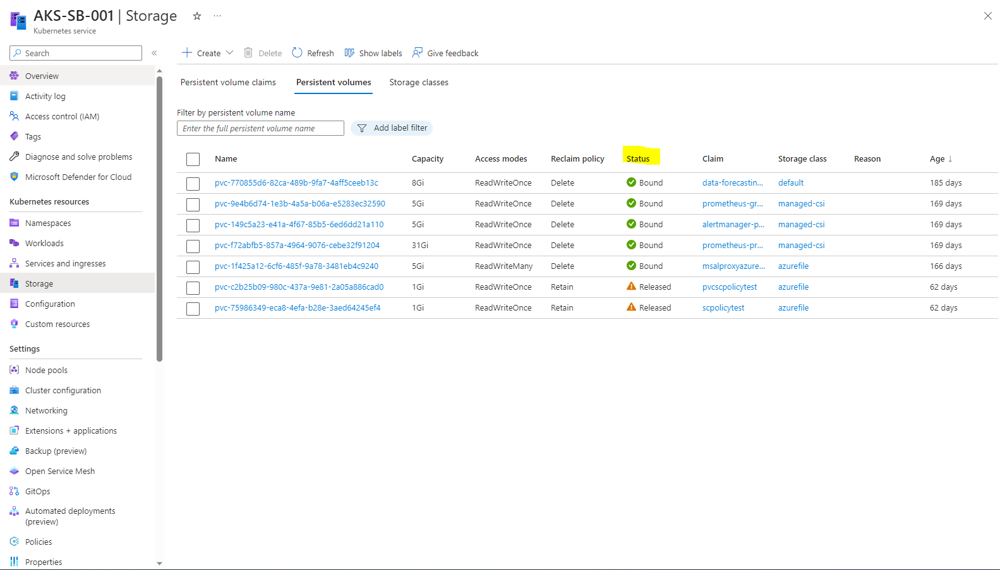 AKS-SB-001 | Storage ☆ ...
Kubernetes service
Search
Overview
Activity log
Access control (IAM)
Tags
Diagnose and solve problems
Microsoft Defender for Cloud
Kubernetes resources
Namespaces
Workloads
Services and ingresses
Storage
Configuration
Custom resources
Settings
Node pools
Cluster configuration
Networking
Extensions + applications
Backup (preview)
Open Service Mesh
GitOps
Automated deployments
(preview)
Policies
Properties
Create Delete Refresh Show labels Give feedback
Persistent volume claims Persistent volumes Storage classes
Filter by persistent volume name
Enter the full persistent volume name Add label filter
Name Capacity Access modes Reclaim policy Status Claim Storage class Reason Age ↓
pvc-770855d6-82ca-489b-9fa7-4aff5ceeb13c 8Gi ReadWriteOnce Delete Bound data-forecastin... default 185 days
pvc-9e4b6d74-1e3b-4a5a-b06a-e5283ec32590 5Gi ReadWriteOnce Delete Bound prometheus-gr... managed-csi 169 days
pvc-149c5a23-e41a-4f67-85b5-6ed6dd21a110 5Gi ReadWriteOnce Delete Bound alertmanager-p... managed-csi 169 days
pvc-f72abfb5-857a-4964-9076-cebe32f91204 31Gi ReadWriteOnce Delete Bound prometheus-pr... managed-csi 169 days
pvc-1f425a12-6cf6-485f-9a78-3481eb4c9240 5Gi ReadWriteMany Delete Bound msalproxyazure... azurefile 166 days
pvc-c2b25b09-980c-437a-9e81-2a05a886cad0 1Gi ReadWriteOnce Retain Released pvcscpolicytest azurefile 62 days
pvc-75986349-eca8-4efa-b28e-3aed64245ef4 1Gi ReadWriteOnce Retain Released scpolicytest azurefile 62 days